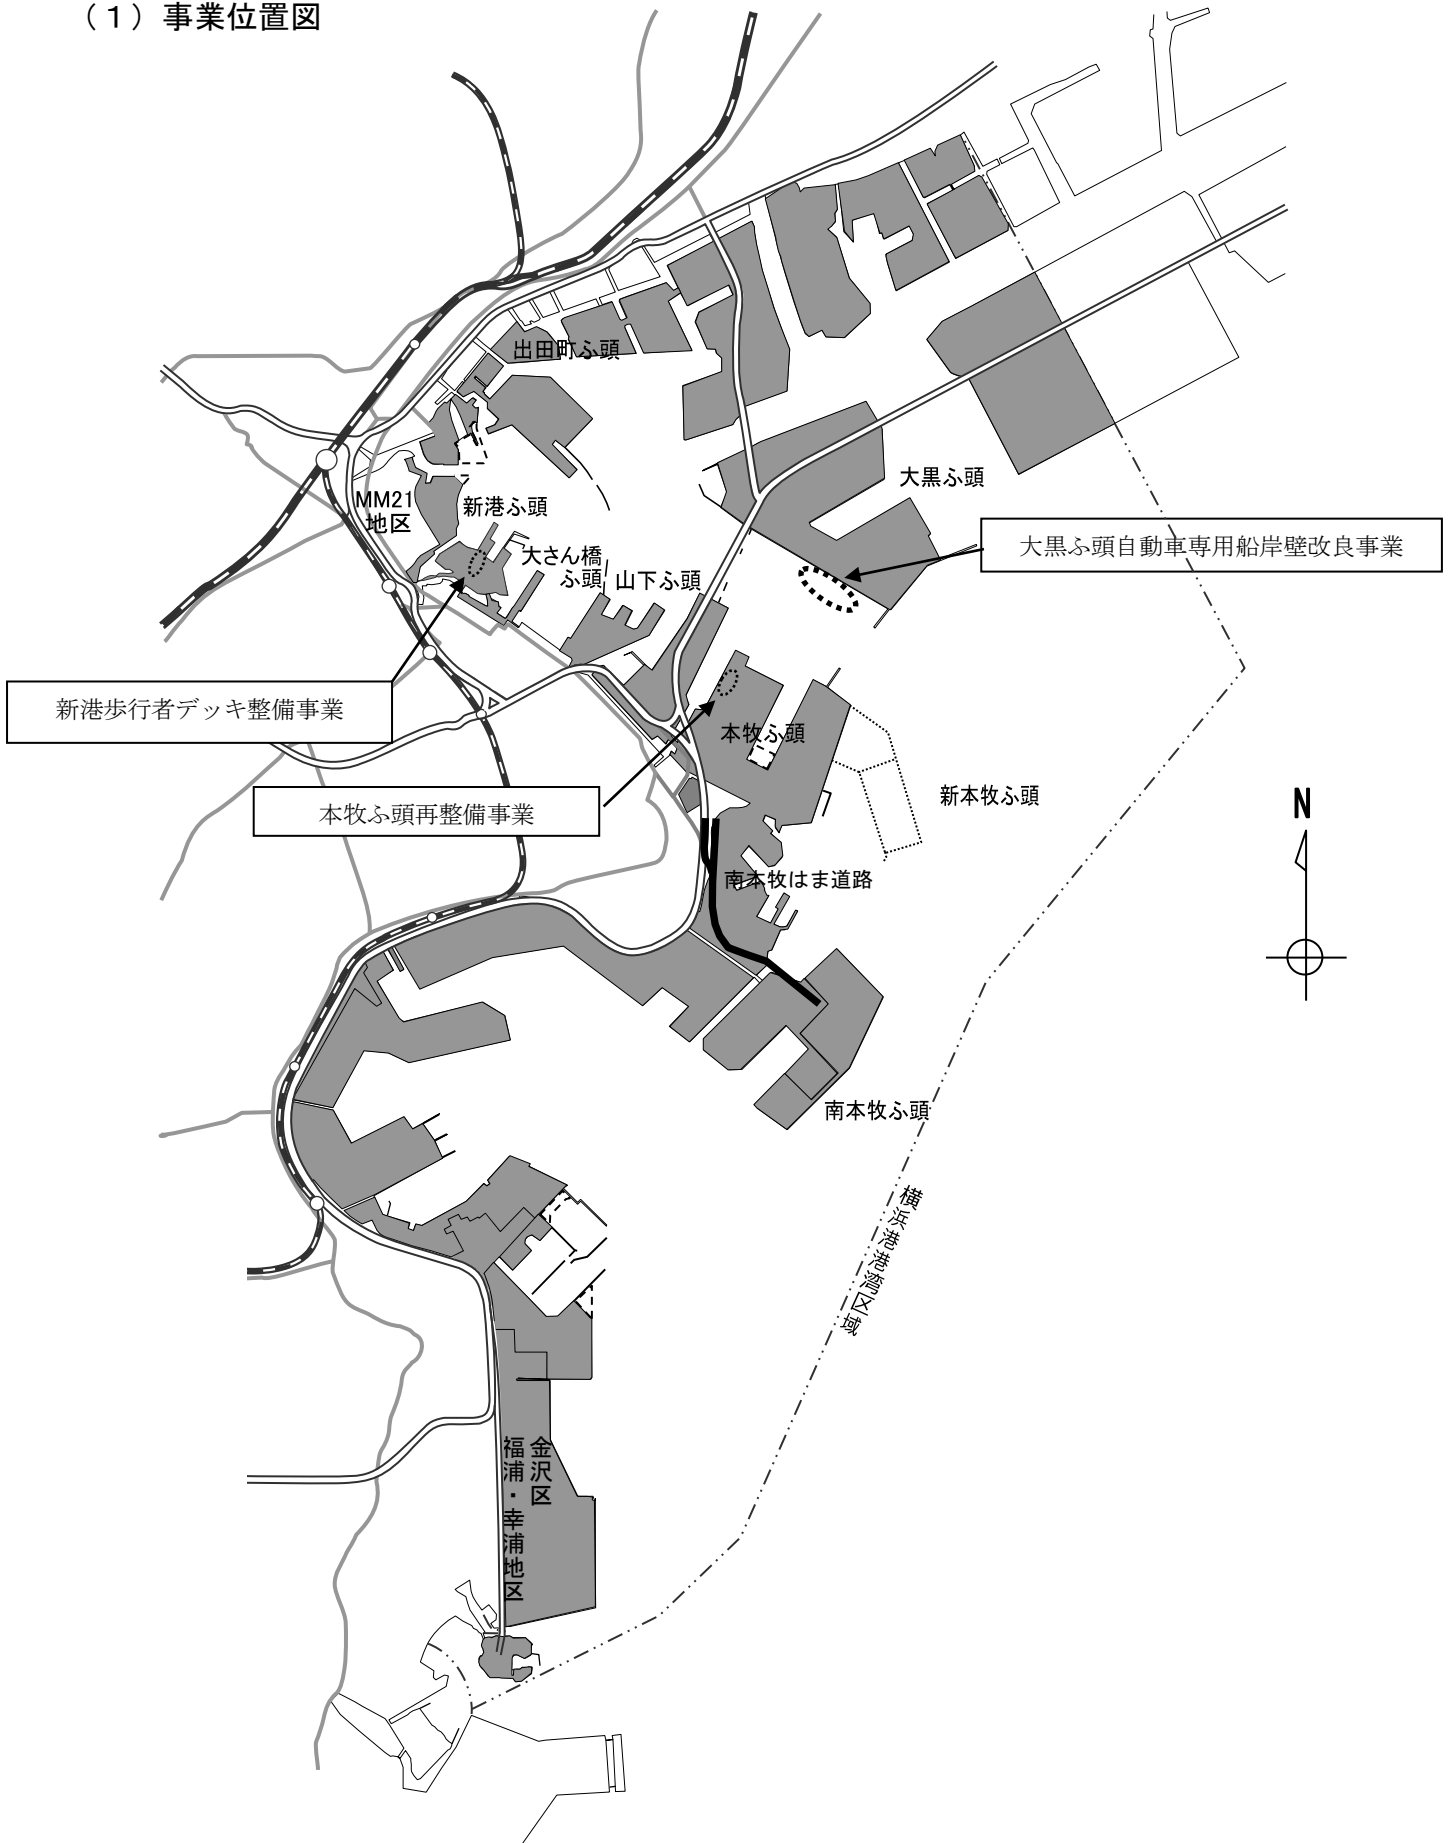 （１）事業位置図
出田町ふ頭
大黒ふ頭
MM21
地区
新港ふ頭
大黒ふ頭自動車専用船岸壁改良事業
大さん橋
ふ頭
山下ふ頭
新港歩行者デッキ整備事業
本牧ふ頭
本牧ふ頭再整備事業
新本牧ふ頭
N
南本牧はま道路
南本牧ふ頭
横浜港港湾区域
金沢区
福浦・幸浦地区